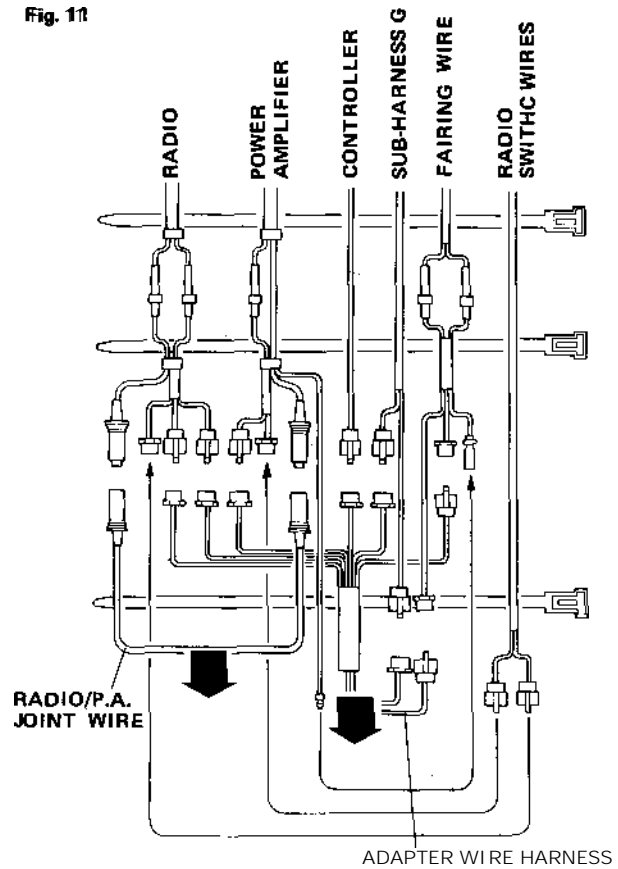 Fig. 11
RADIO
POWER
AMPLIFIER
CONTROLLER
SUB-HARNESS G
FAIRING WIRE
RADIO
SWITHC WIRES
RADIO/P.A.
JOINT WIRE
ADAPTER WIRE HARNESS